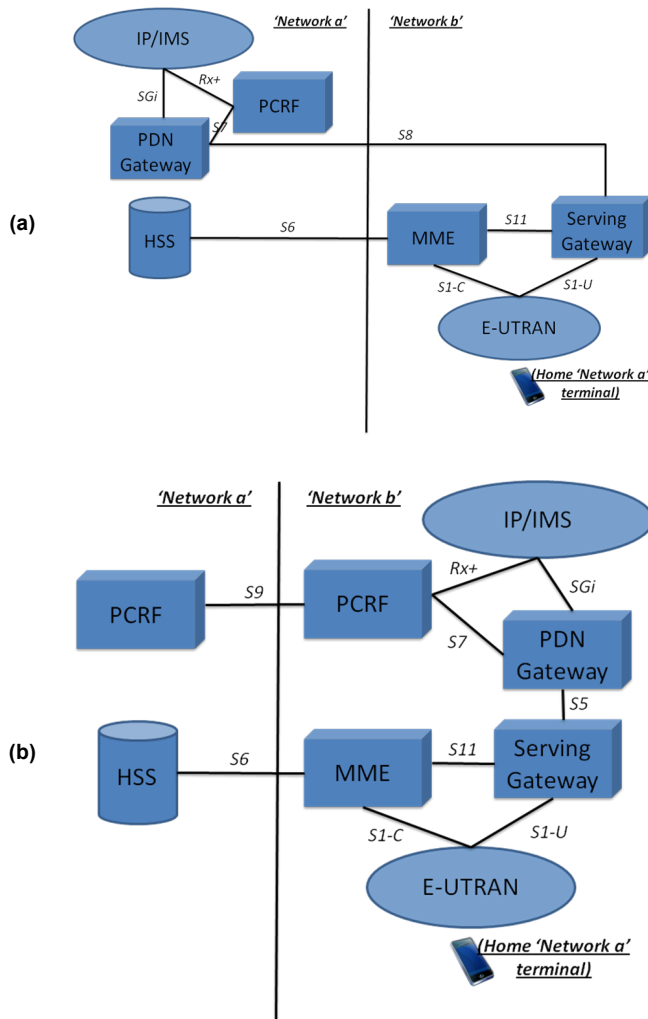 'Network a'
'Network b'
IP/IMS
Rx+
SGi
PCRF
S7
PDN
Gateway
S8
(a)
HSS
S6
MME
S11
Serving
Gateway
S1-C
S1-U
E-UTRAN
(Home 'Network a'
terminal)
'Network a'
'Network b'
IP/IMS
Rx+
SGi
S9
PCRF
PCRF
S7
PDN
Gateway
S5
(b)
HSS
S6
MME
S11
Serving
Gateway
S1-C
S1-U
E-UTRAN
(Home 'Network a'
terminal)